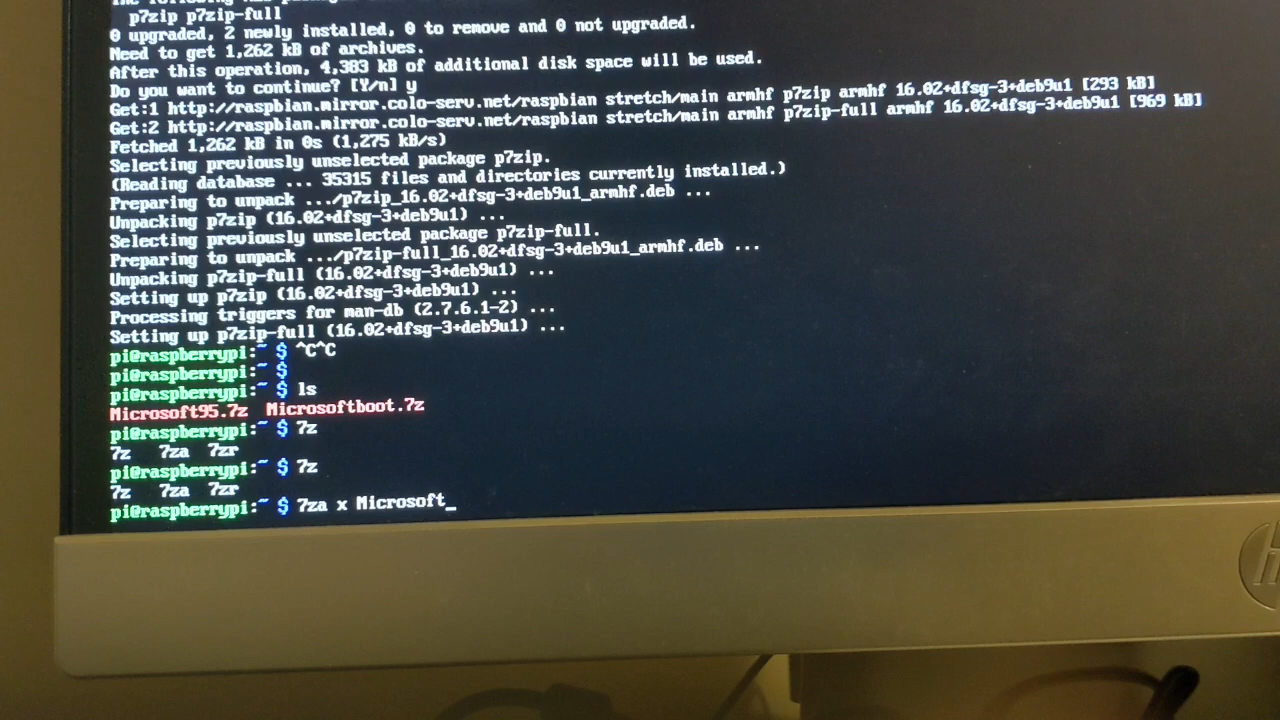 The following NEW packages
p7zip p7zip-full
0 upgraded, 2 newly installed, 0 to remove and 0 not upgraded.
Need to get 1,262 kB of archives.
After this operation, 4,383 kB of additional disk space will be used.
Do you want to continue? [Y/n] y
Get:1 http://raspbian.mirror.colo-serv.net/raspbian stretch/main armhf p7zip armhf 16.02+dfsg-3+deb9u1 [293 kB]
Get:2 http://raspbian.mirror.colo-serv.net/raspbian stretch/main armhf p7zip-full armhf 16.02+dfsg-3+deb9u1 [969 kB]
Fetched 1,262 kB in 0s (1,275 kB/s)
Selecting previously unselected package p7zip.
(Reading database ... 35315 files and directories currently installed.)
Preparing to unpack .../p7zip_16.02+dfsg-3+deb9u1_armhf.deb ...
Unpacking p7zip (16.02+dfsg-3+deb9u1) ...
Selecting previously unselected package p7zip-full.
Preparing to unpack .../p7zip-full_16.02+dfsg-3+deb9u1_armhf.deb ...
Unpacking p7zip-full (16.02+dfsg-3+deb9u1) ...
Setting up p7zip (16.02+dfsg-3+deb9u1) ...
Processing triggers for man-db (2.7.6.1-2) ...
Setting up p7zip-full (16.02+dfsg-3+deb9u1) ...
pi@raspberrypi:~ $ ^C^C
pi@raspberrypi:~ $
pi@raspberrypi:~ $ ls
Microsoft95.7z Microsoftboot.7z
pi@raspberrypi:~ $ 7z
7z 7za 7zr
pi@raspberrypi:~ $ 7z
7z 7za 7zr
pi@raspberrypi:~ $ 7za x Microsoft_
hp